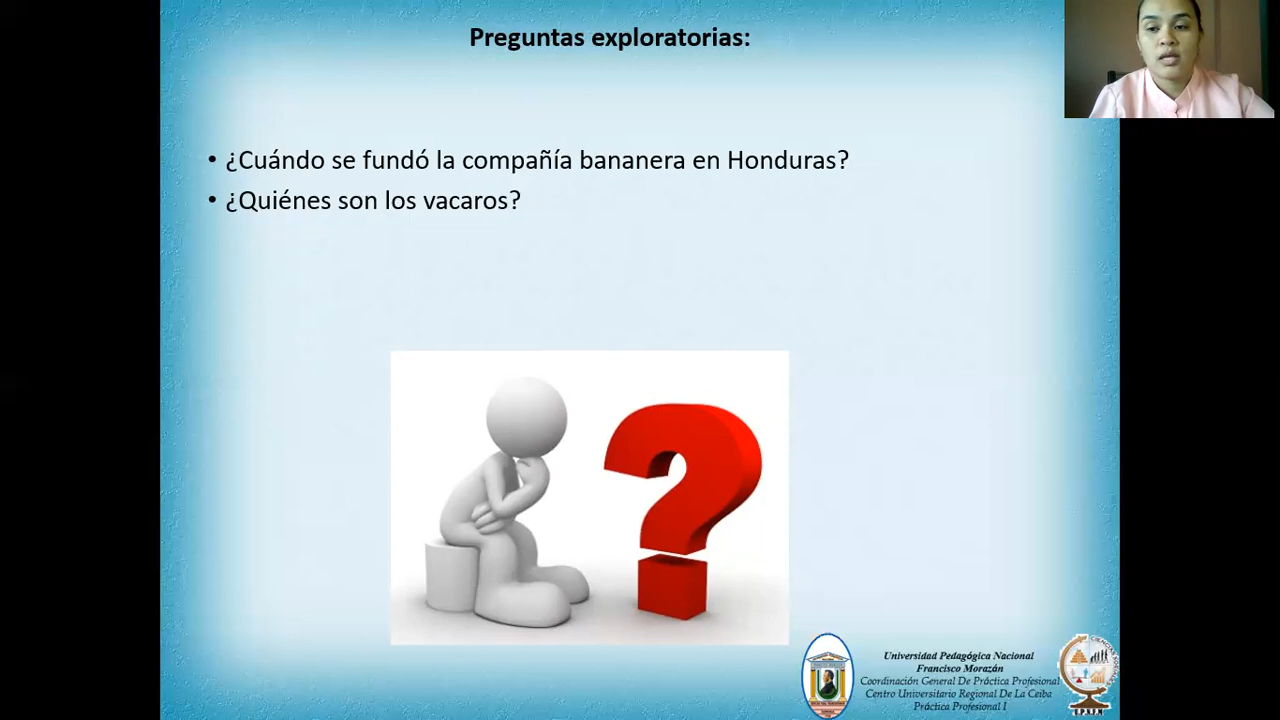 Preguntas exploratorias:
• ¿Cuándo se fundó la compañía bananera en Honduras?
• ¿Quiénes son los vacaros?
Universidad Pedagógica Nacional
Francisco Morazán
Coordinación General De Práctica Profesional
Centro Universitario Regional De La Ceiba
Práctica Profesional I